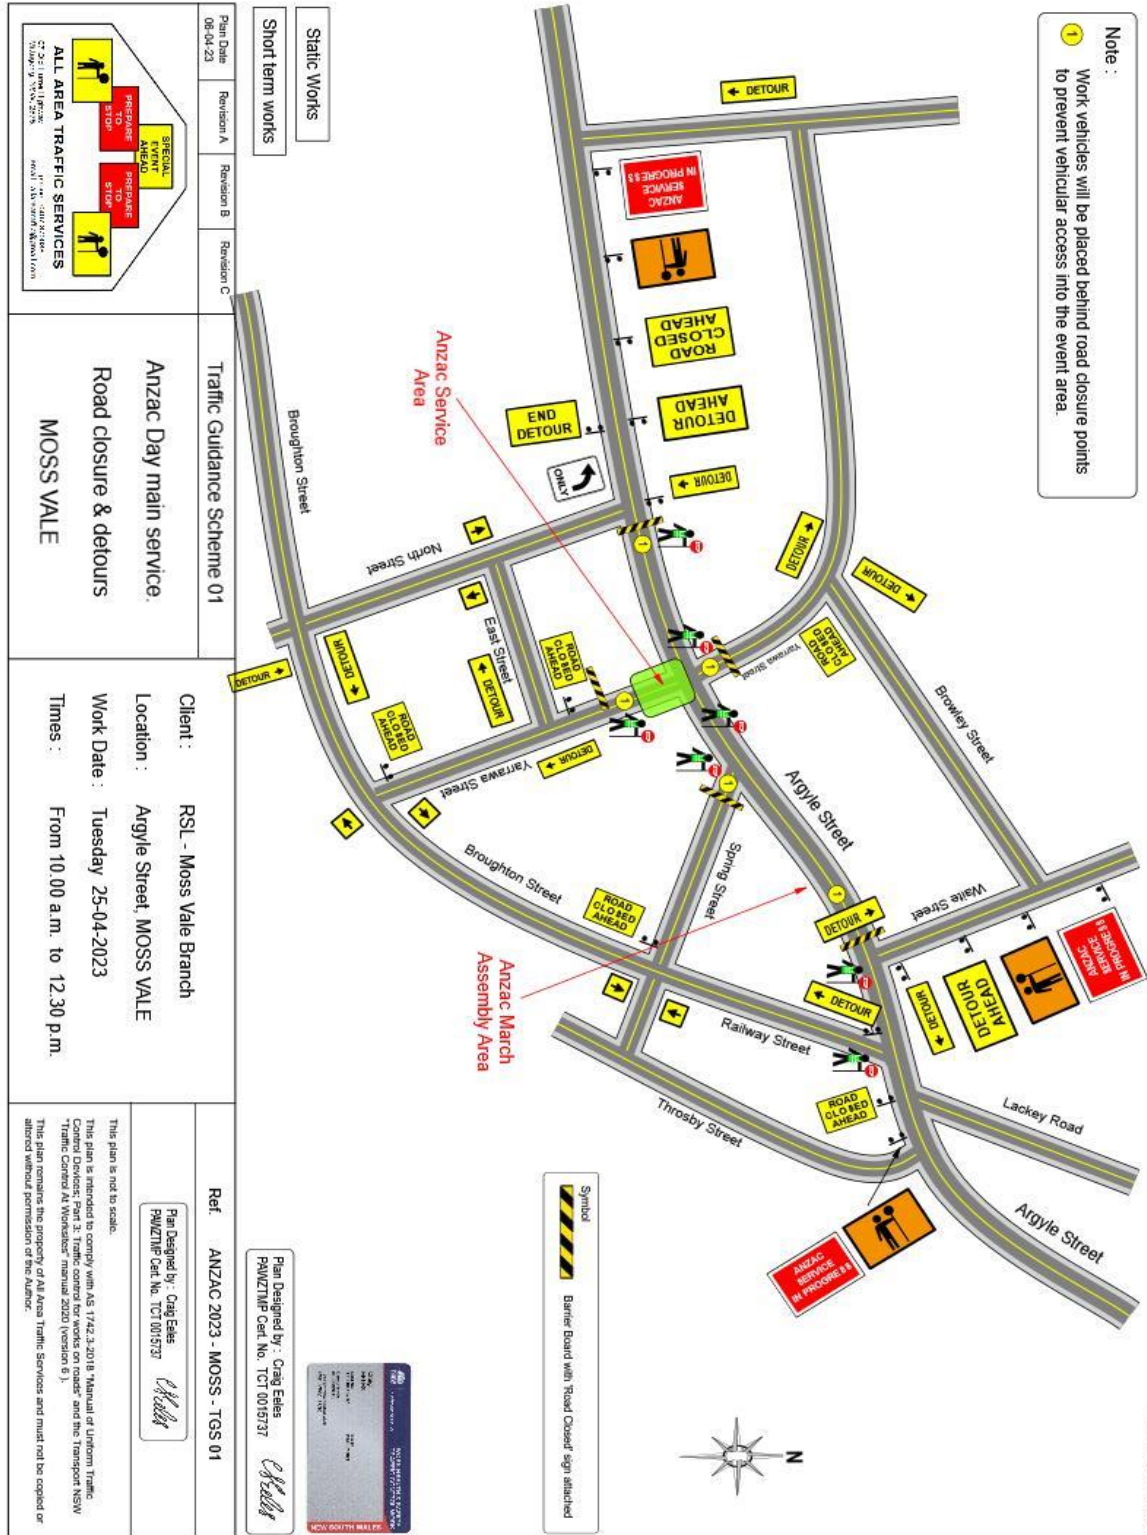 Note :
1 Work vehicles will be placed behind road closure points
to prevent vehicular access into the event area.
DETOUR
ANZAC
SERVICE
IN PROGRESS
ROAD
CLOSED
AHEAD
DETOUR
AHEAD
DETOUR
END
DETOUR
ONLY
Anzac Service
Area
1
DETOUR
DETOUR
ROAD
CLOSED
AHEAD
Yarrawa Street
1
Browley Street
Waite Street
ANZAC
SERVICE
IN PROGRESS
DETOUR
AHEAD
DETOUR
Argyle Street
1
DETOUR
DETOUR
Lackey Road
Argyle Street
ROAD
CLOSED
AHEAD
ANZAC
SERVICE
IN PROGRESS
Railway Street
Throsby Street
Spring Street
1
Anzac March
Assembly Area
ROAD
CLOSED
AHEAD
North Street
East Street
DETOUR
ROAD
CLOSED
AHEAD
1
DETOUR
Yarrawa Street
Broughton Street
Broughton Street
DETOUR
DETOUR
ROAD
CLOSED
AHEAD
N
Symbol
Barrier Board with 'Road Closed' sign attached
Static Works
Short term works
Plan Designed by : Craig Eeles
PAWZTMP Cert. No. TCT 0015737
NEW SOUTH WALES
Plan Date
06-04-23
Revision A
Revision B
Revision C
SPECIAL
EVENT
AHEAD
PREPARE
TO
STOP
PREPARE
TO
STOP
ALL AREA TRAFFIC SERVICES
Traffic Guidance Scheme 01
Anzac Day main service.
Road closure & detours
MOSS VALE
Client : RSL - Moss Vale Branch
Location : Argyle Street, MOSS VALE
Work Date : Tuesday 25-04-2023
Times : From 10.00 a.m. to 12.30 p.m.
Ref. ANZAC 2023 - MOSS - TGS 01
Plan Designed by : Craig Eeles
PAWZTMP Cert. No. TCT 0015737
This plan is not to scale.
This plan is intended to comply with AS 1742.3-2018 "Manual of Uniform Traffic
Control Devices; Part 3: Traffic control for works on roads" and the Transport NSW
"Traffic Control At Worksites" manual 2020 (version 6 ).
This plan remains the property of All Area Traffic Services and must not be copied or
altered without permission of the Author.